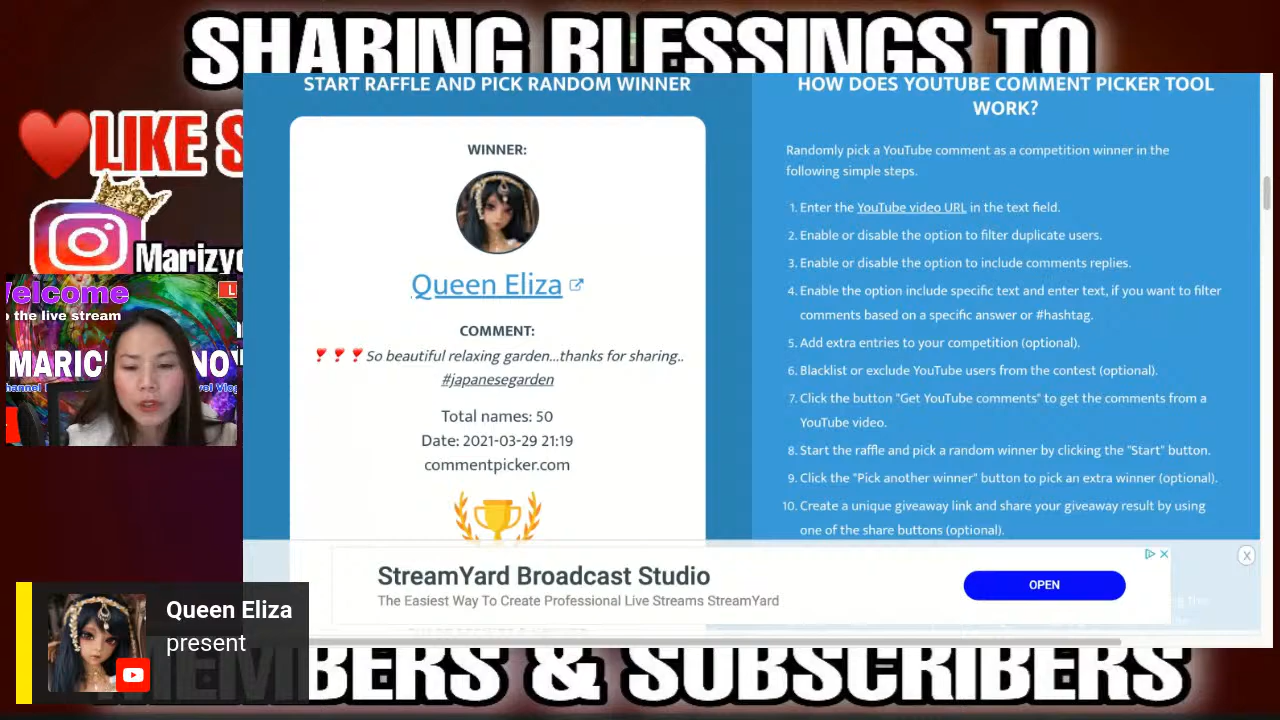 SHARING BLESSINGS TO
LIKE S
Marizyo
Welcome
o the live stream
MARIC
NOV
hannel
vel Vlog
START RAFFLE AND PICK RANDOM WINNER
WINNER:
Queen Eliza
COMMENT:
❣❣❣So beautiful relaxing garden...thanks for sharing..
#japanesegarden
Total names: 50
Date: 2021-03-29 21:19
commentpicker.com
HOW DOES YOUTUBE COMMENT PICKER TOOL
WORK?
Randomly pick a YouTube comment as a competition winner in the
following simple steps.
1. Enter the YouTube video URL in the text field.
2. Enable or disable the option to filter duplicate users.
3. Enable or disable the option to include comments replies.
4. Enable the option include specific text and enter text, if you want to filter
comments based on a specific answer or #hashtag.
5. Add extra entries to your competition (optional).
6. Blacklist or exclude YouTube users from the contest (optional).
7. Click the button "Get YouTube comments" to get the comments from a
YouTube video.
8. Start the raffle and pick a random winner by clicking the "Start" button.
9. Click the "Pick another winner" button to pick an extra winner (optional).
10. Create a unique giveaway link and share your giveaway result by using
one of the share buttons (optional).
StreamYard Broadcast Studio
The Easiest Way To Create Professional Live Streams StreamYard
OPEN
X
Queen Eliza
present
MEMBERS & SUBSCRIBERS